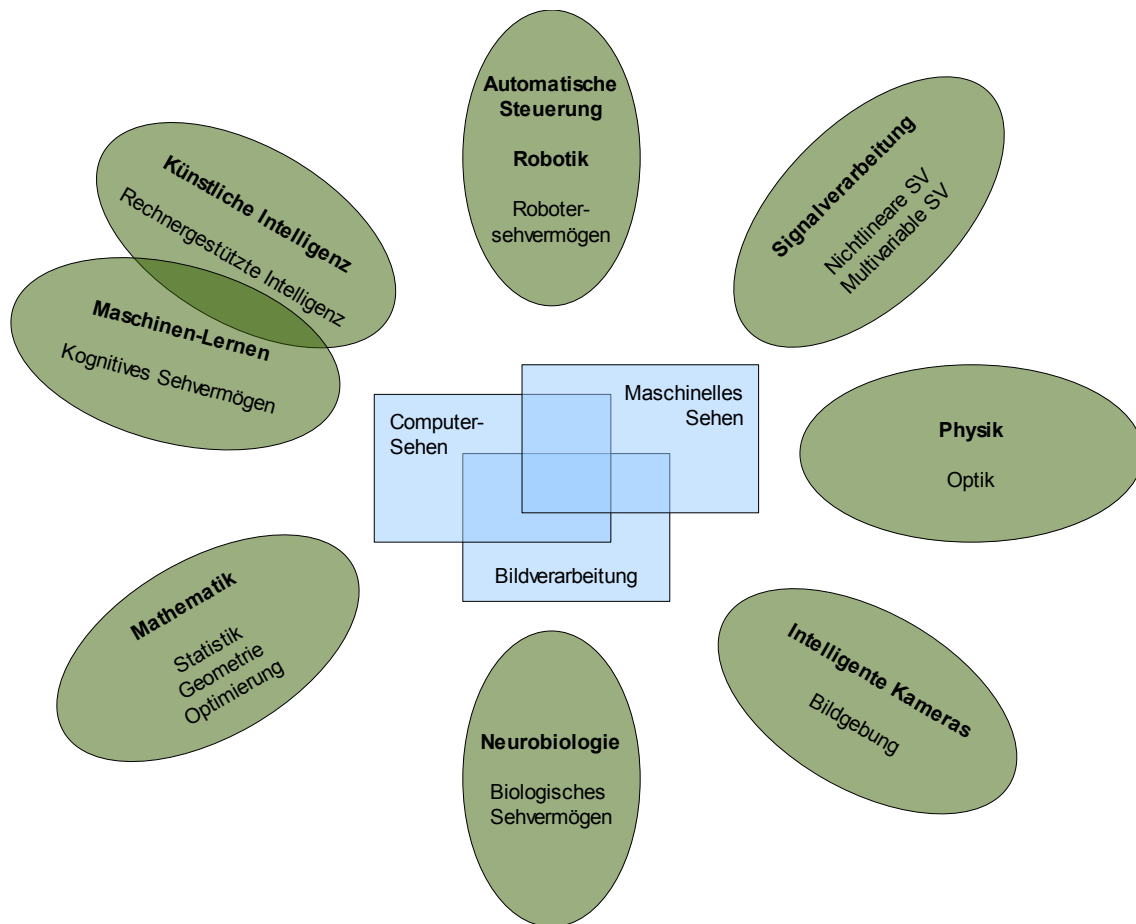 Automatische
Steuerung
Robotik
Roboter-
sehvermögen
Künstliche Intelligenz
Rechnergestützte Intelligenz
Maschinen-Lernen
Kognitives Sehvermögen
Signalverarbeitung
Nichtlineare SV
Multivariable SV
Computer-
Sehen
Maschinelles
Sehen
Bildverarbeitung
Physik
Optik
Mathematik
Statistik
Geometrie
Optimierung
Neurobiologie
Biologisches
Sehvermögen
Intelligente Kameras
Bildgebung